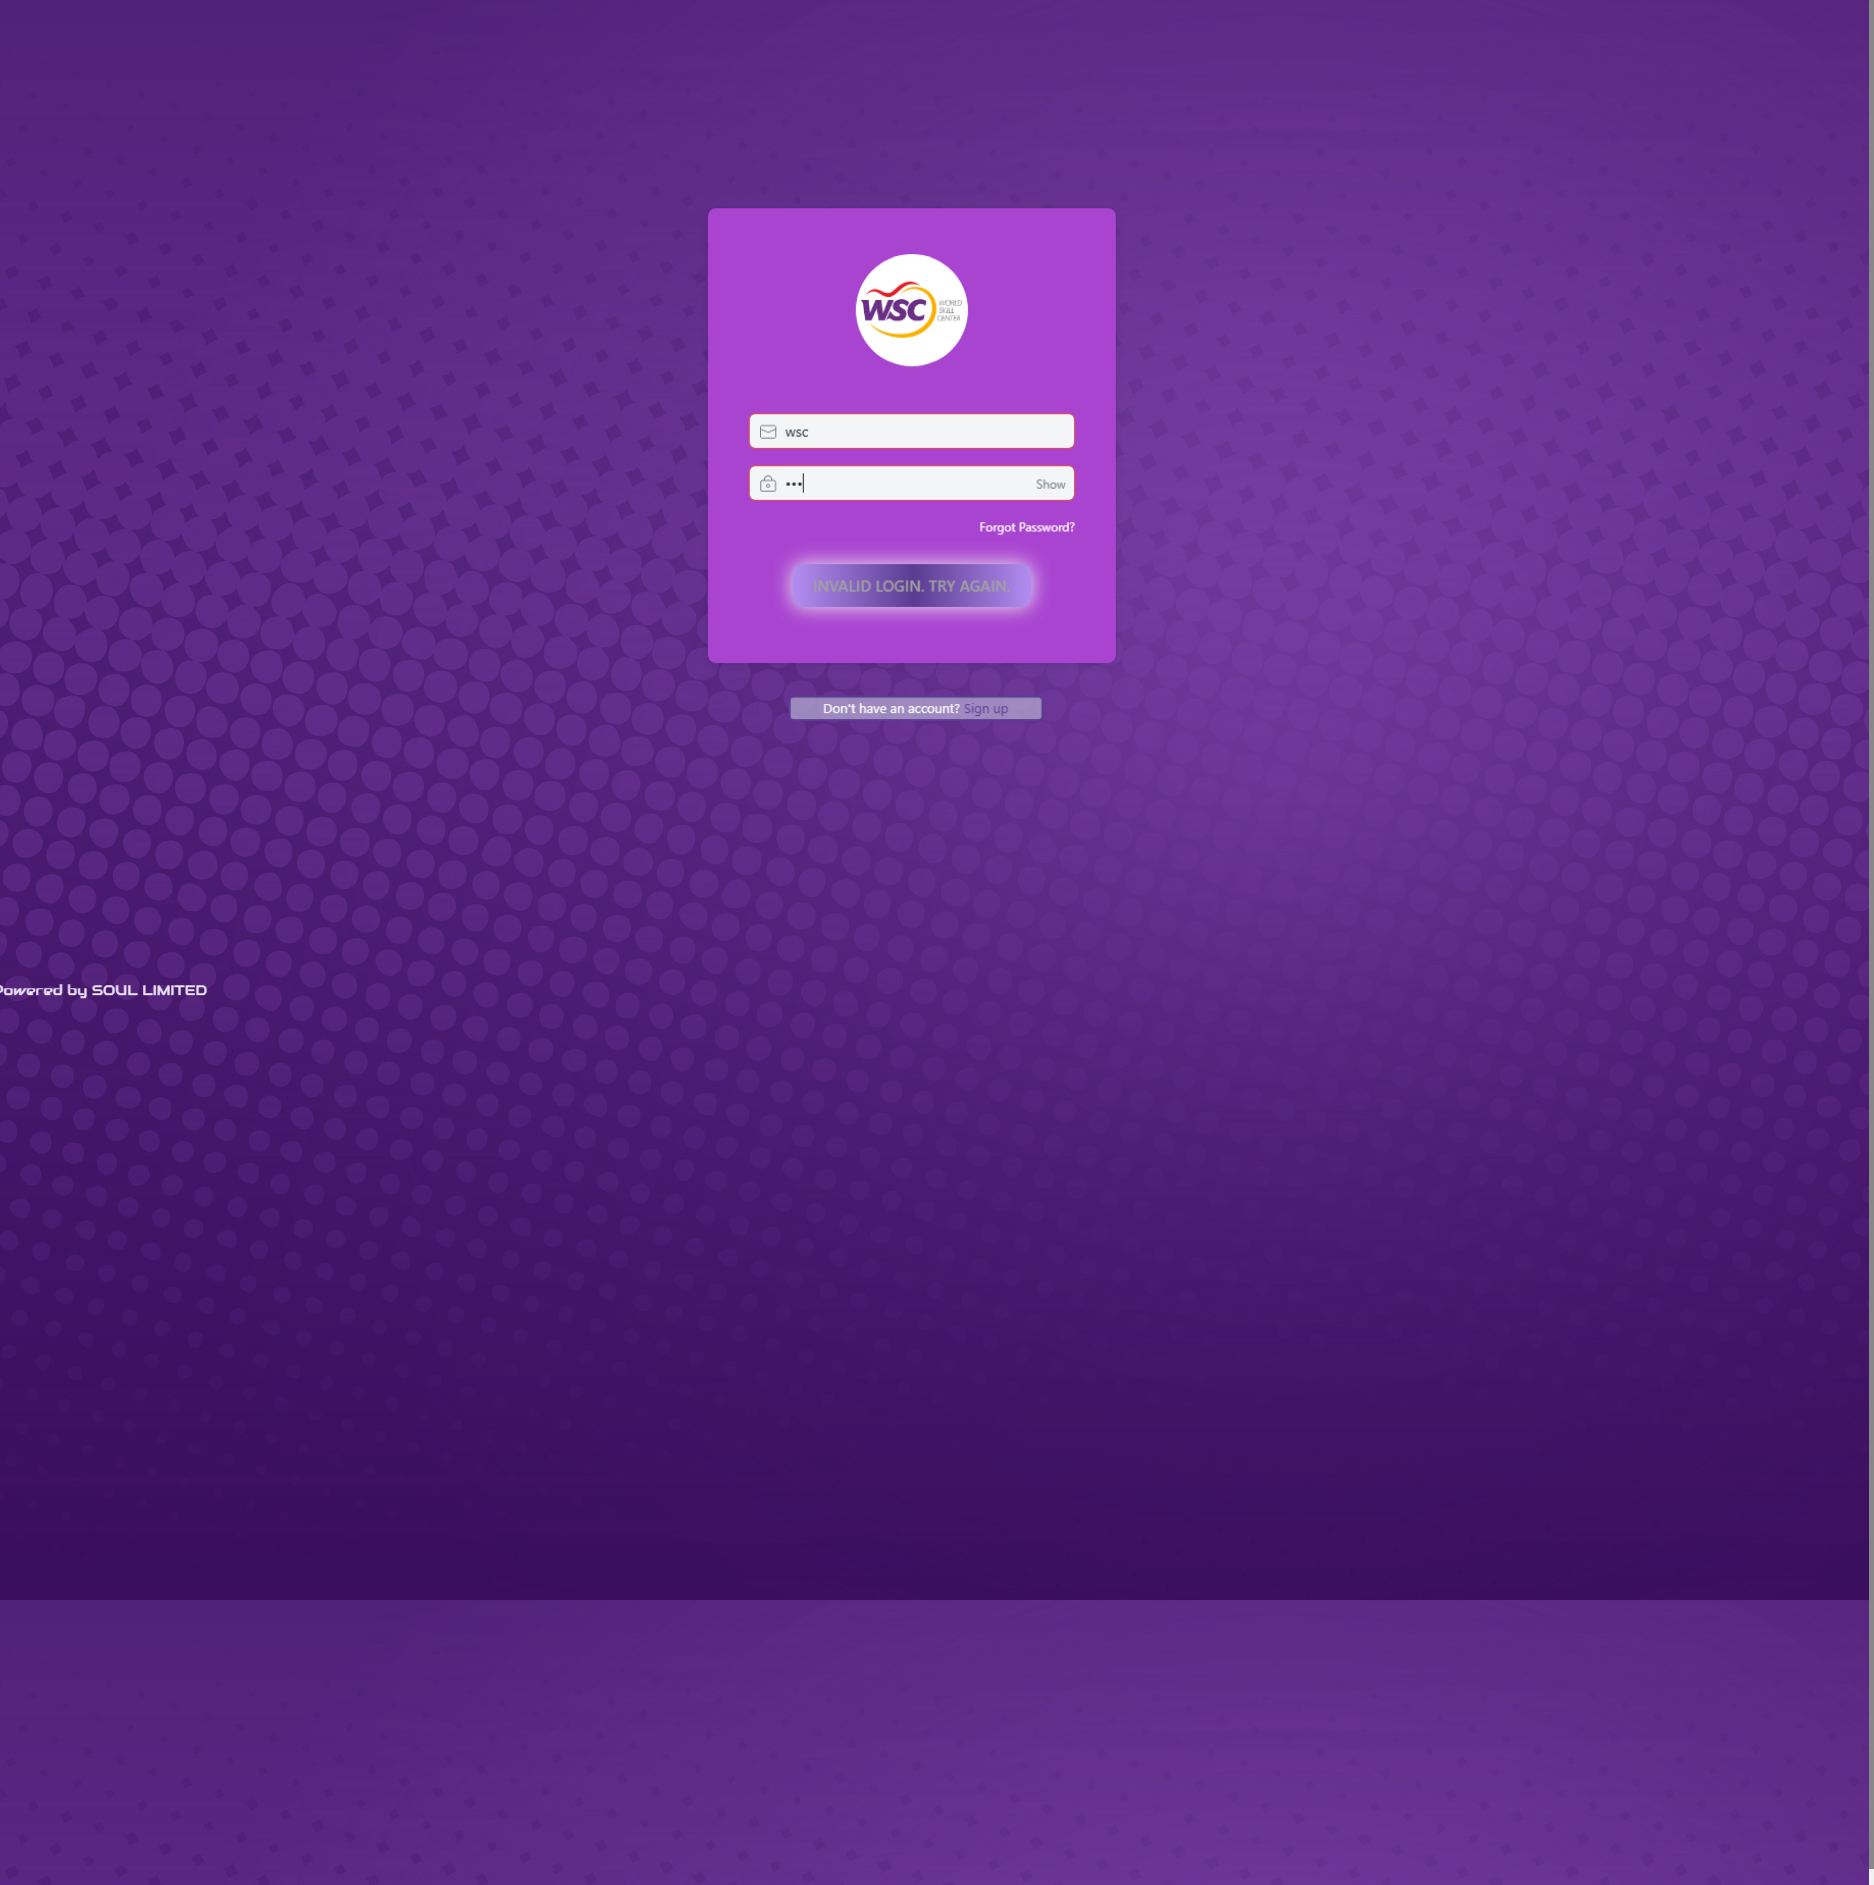 WSC
WORLD
SKILL
CENTER
wsc
Show
Forgot Password?
INVALID LOGIN. TRY AGAIN.
Don't have an account? Sign up
Powered by SOUL LIMITED